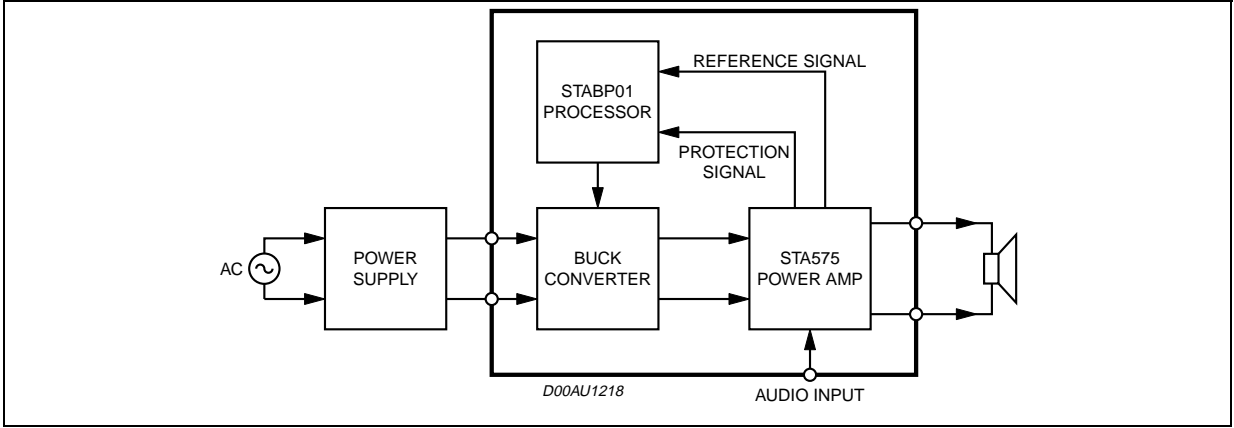 REFERENCE SIGNAL
STABP01
PROCESSOR
PROTECTION
SIGNAL
AC
POWER
SUPPLY
BUCK
CONVERTER
STA575
POWER AMP
D00AU1218
AUDIO INPUT